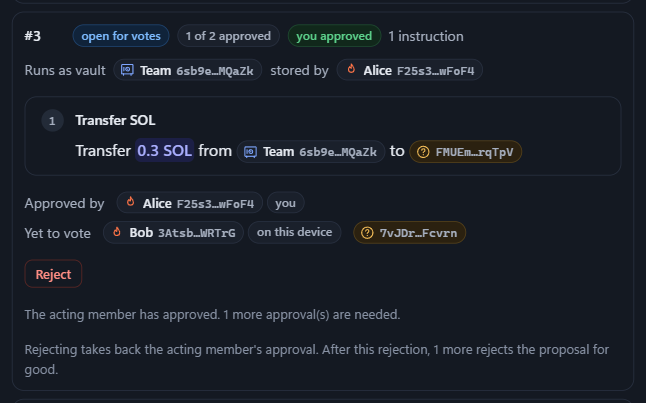 #3 open for votes 1 of 2 approved you approved 1 instruction
Runs as vault Team 6sb9e…MQaZk stored by Alice F25s3…wFoF4
1 Transfer SOL
Transfer 0.3 SOL from Team 6sb9e…MQaZk to FMUEm…rqTpV
Approved by Alice F25s3…wFoF4 you
Yet to vote Bob 3Atsb…WRTrG on this device 7vJDr…Fcvrn
Reject
The acting member has approved. 1 more approval(s) are needed.
Rejecting takes back the acting member's approval. After this rejection, 1 more rejects the proposal for
good.